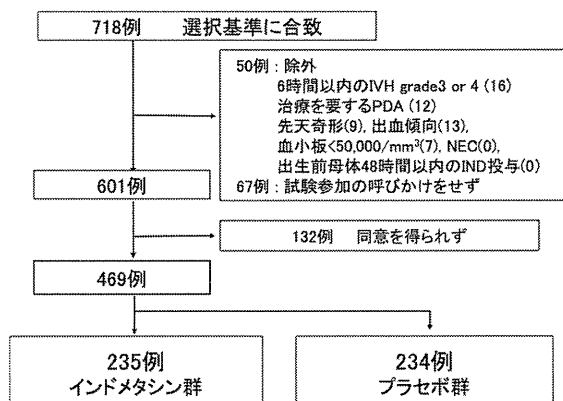 718例 選択基準に合致
50例：除外
6時間以内のIVH grade3 or 4 (16)
治療を要するPDA (12)
先天奇形(9), 出血傾向(13),
血小板<50,000/mm³(7), NEC(0),
出生前母体48時間以内のIND投与(0)
67例：試験参加の呼びかけをせず
601例
132例 同意を得られず
469例
235例
インドメタシン群
234例
プラセボ群